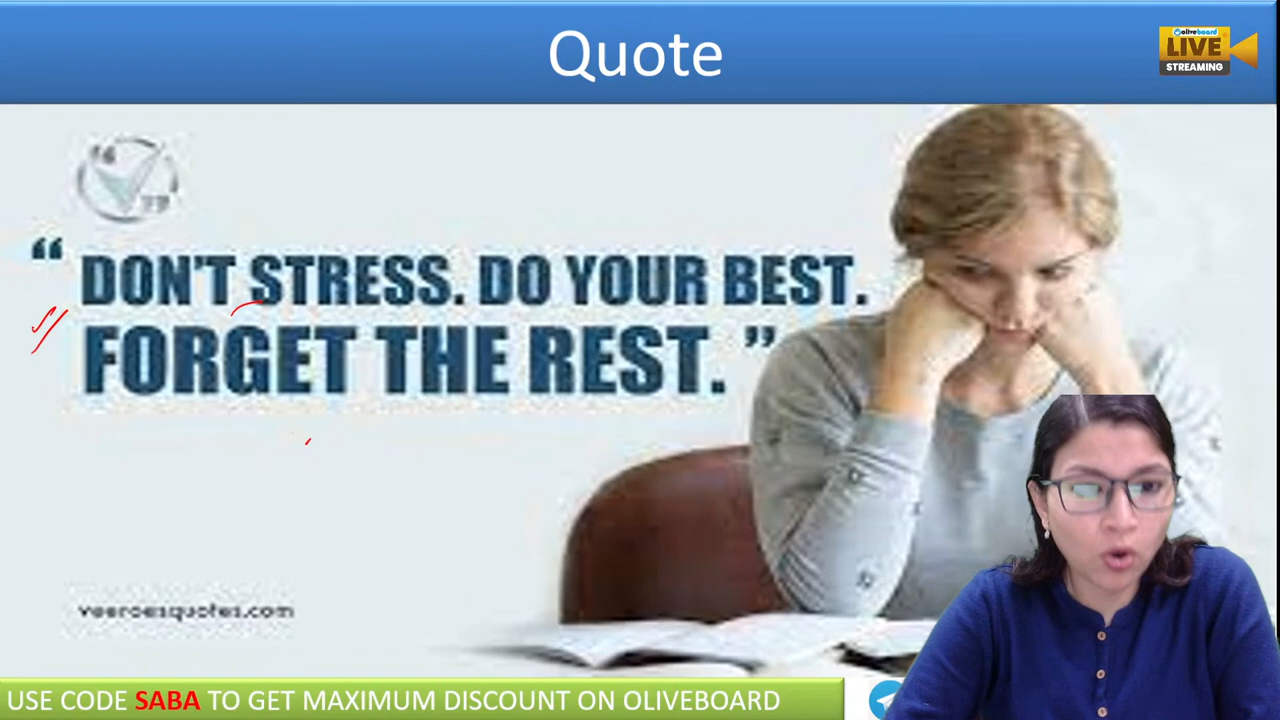 Quote
oliveboard
LIVE
STREAMING
“ DON'T STRESS. DO YOUR BEST.
FORGET THE REST. ”
veeroesquotes.com
USE CODE SABA TO GET MAXIMUM DISCOUNT ON OLIVEBOARD